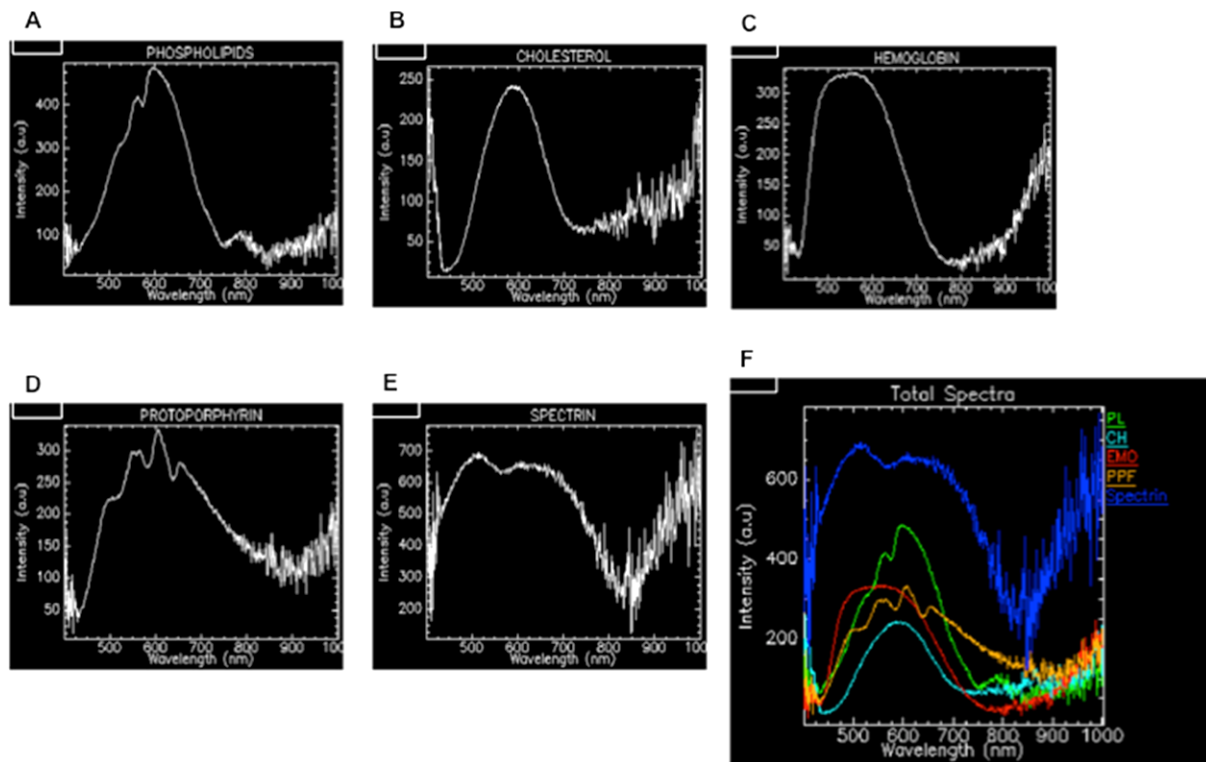 A
PHOSPHOLIPIDS
Intensity (a.u)
400
300
200
100
500 600 700 800 900 100
Wavelength (nm)
B
CHOLESTEROL
Intensity (a.u)
250
200
150
100
50
500 600 700 800 900 1000
Wavelength (nm)
C
HEMOGLOBIN
Intensity (a.u)
300
250
200
150
100
50
500 600 700 800 900 100
Wavelength (nm)
D
PROTOPORPHYRIN
Intensity (a.u)
300
250
200
150
100
50
500 600 700 800 900 100
Wavelength (nm)
E
SPECTRIN
Intensity (a.u)
700
600
500
400
300
200
500 600 700 800 900 1000
Wavelength (nm)
F
Total Spectra
Intensity (a.u)
600
400
200
500 600 700 800 900 1000
Wavelength (nm)
PL
CH
EMO
PPF
Spectrin